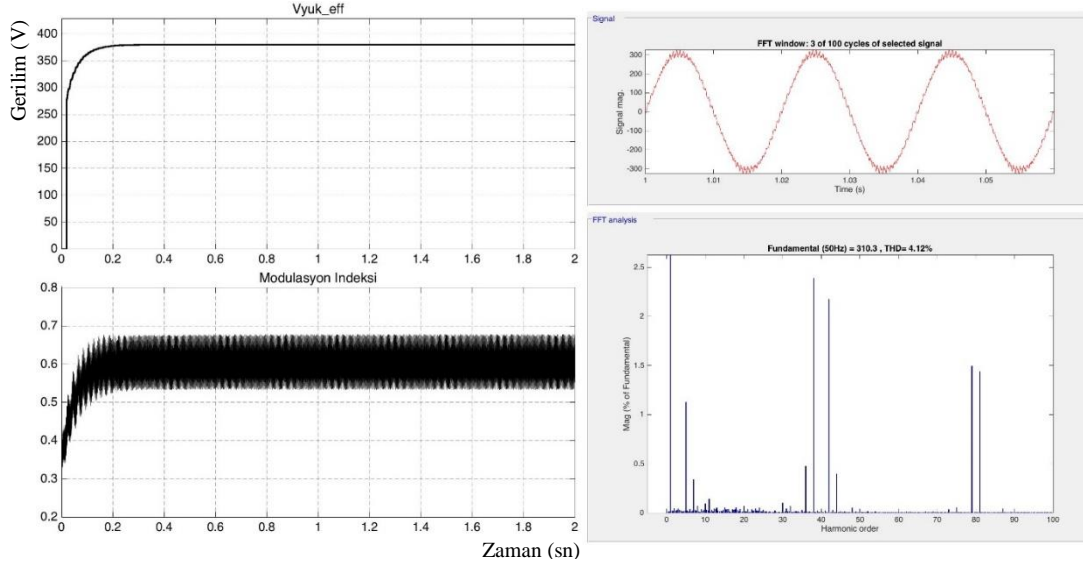 Vyuk_eff
Gerilim (V)
400
350
300
250
200
150
100
50
0
0 0.2 0.4 0.6 0.8 1 1.2 1.4 1.6 1.8 2
Modulasyon Indeksi
0.8
0.7
0.6
0.5
0.4
0.3
0.2
0 0.2 0.4 0.6 0.8 1 1.2 1.4 1.6 1.8 2
Zaman (sn)
Signal
FFT window: 3 of 100 cycles of selected signal
Signal mag.
300
200
100
0
-100
-200
-300
1 1.01 1.02 1.03 1.04 1.05
Time (s)
FFT analysis
Fundamental (50Hz) = 310.3 , THD= 4.12%
Mag (% of Fundamental)
2.5
2
1.5
1
0.5
0
0 10 20 30 40 50 60 70 80 90 100
Harmonic order